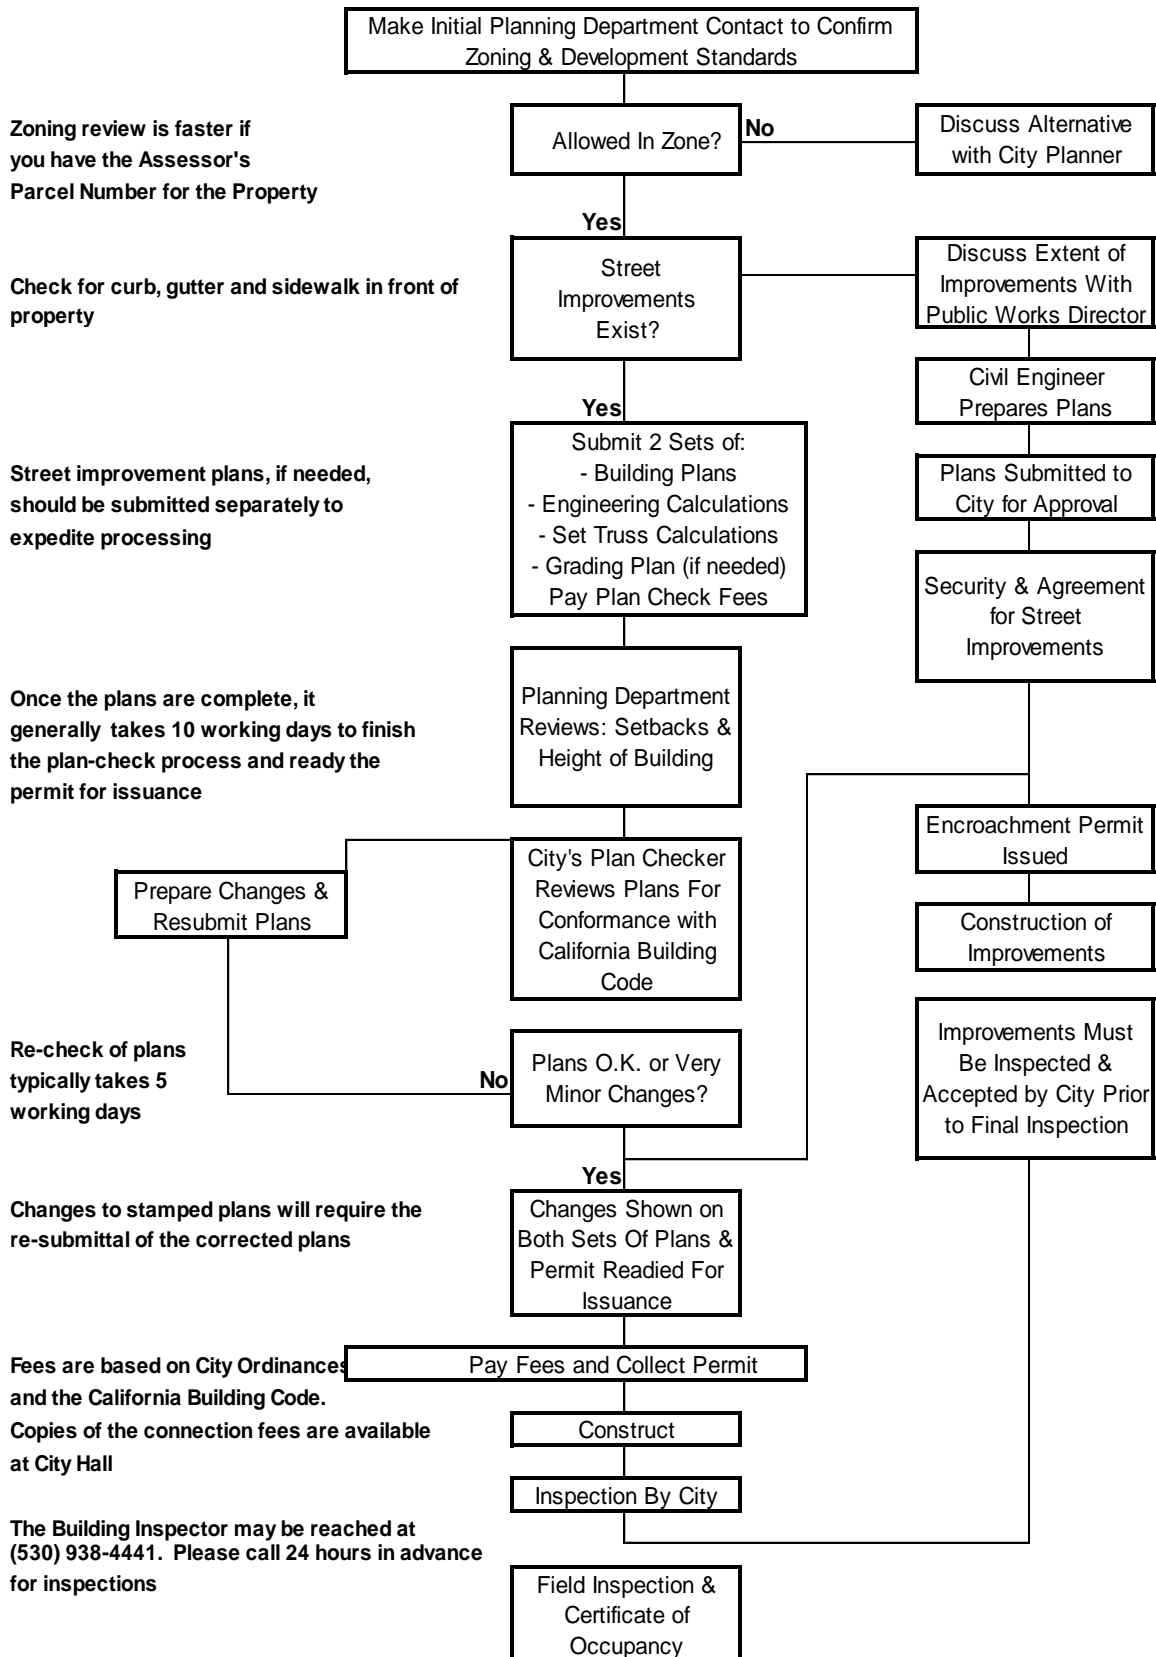 Make Initial Planning Department Contact to Confirm
Zoning & Development Standards
Zoning review is faster if
you have the Assessor's
Parcel Number for the Property
Allowed In Zone?
No
Discuss Alternative
with City Planner
Yes
Check for curb, gutter and sidewalk in front of
property
Street
Improvements
Exist?
Discuss Extent of
Improvements With
Public Works Director
Civil Engineer
Prepares Plans
Yes
Street improvement plans, if needed,
should be submitted separately to
expedite processing
Submit 2 Sets of:
- Building Plans
- Engineering Calculations
- Set Truss Calculations
- Grading Plan (if needed)
Pay Plan Check Fees
Plans Submitted to
City for Approval
Security & Agreement
for Street
Improvements
Once the plans are complete, it
generally takes 10 working days to finish
the plan-check process and ready the
permit for issuance
Planning Department
Reviews: Setbacks &
Height of Building
Encroachment Permit
Issued
Prepare Changes &
Resubmit Plans
City's Plan Checker
Reviews Plans For
Conformance with
California Building
Code
Construction of
Improvements
Re-check of plans
typically takes 5
working days
No
Plans O.K. or Very
Minor Changes?
Improvements Must
Be Inspected &
Accepted by City Prior
to Final Inspection
Yes
Changes to stamped plans will require the
re-submittal of the corrected plans
Changes Shown on
Both Sets Of Plans &
Permit Readied For
Issuance
Fees are based on City Ordinances
and the California Building Code.
Copies of the connection fees are available
at City Hall
Pay Fees and Collect Permit
Construct
Inspection By City
The Building Inspector may be reached at
(530) 938-4441. Please call 24 hours in advance
for inspections
Field Inspection &
Certificate of
Occupancy